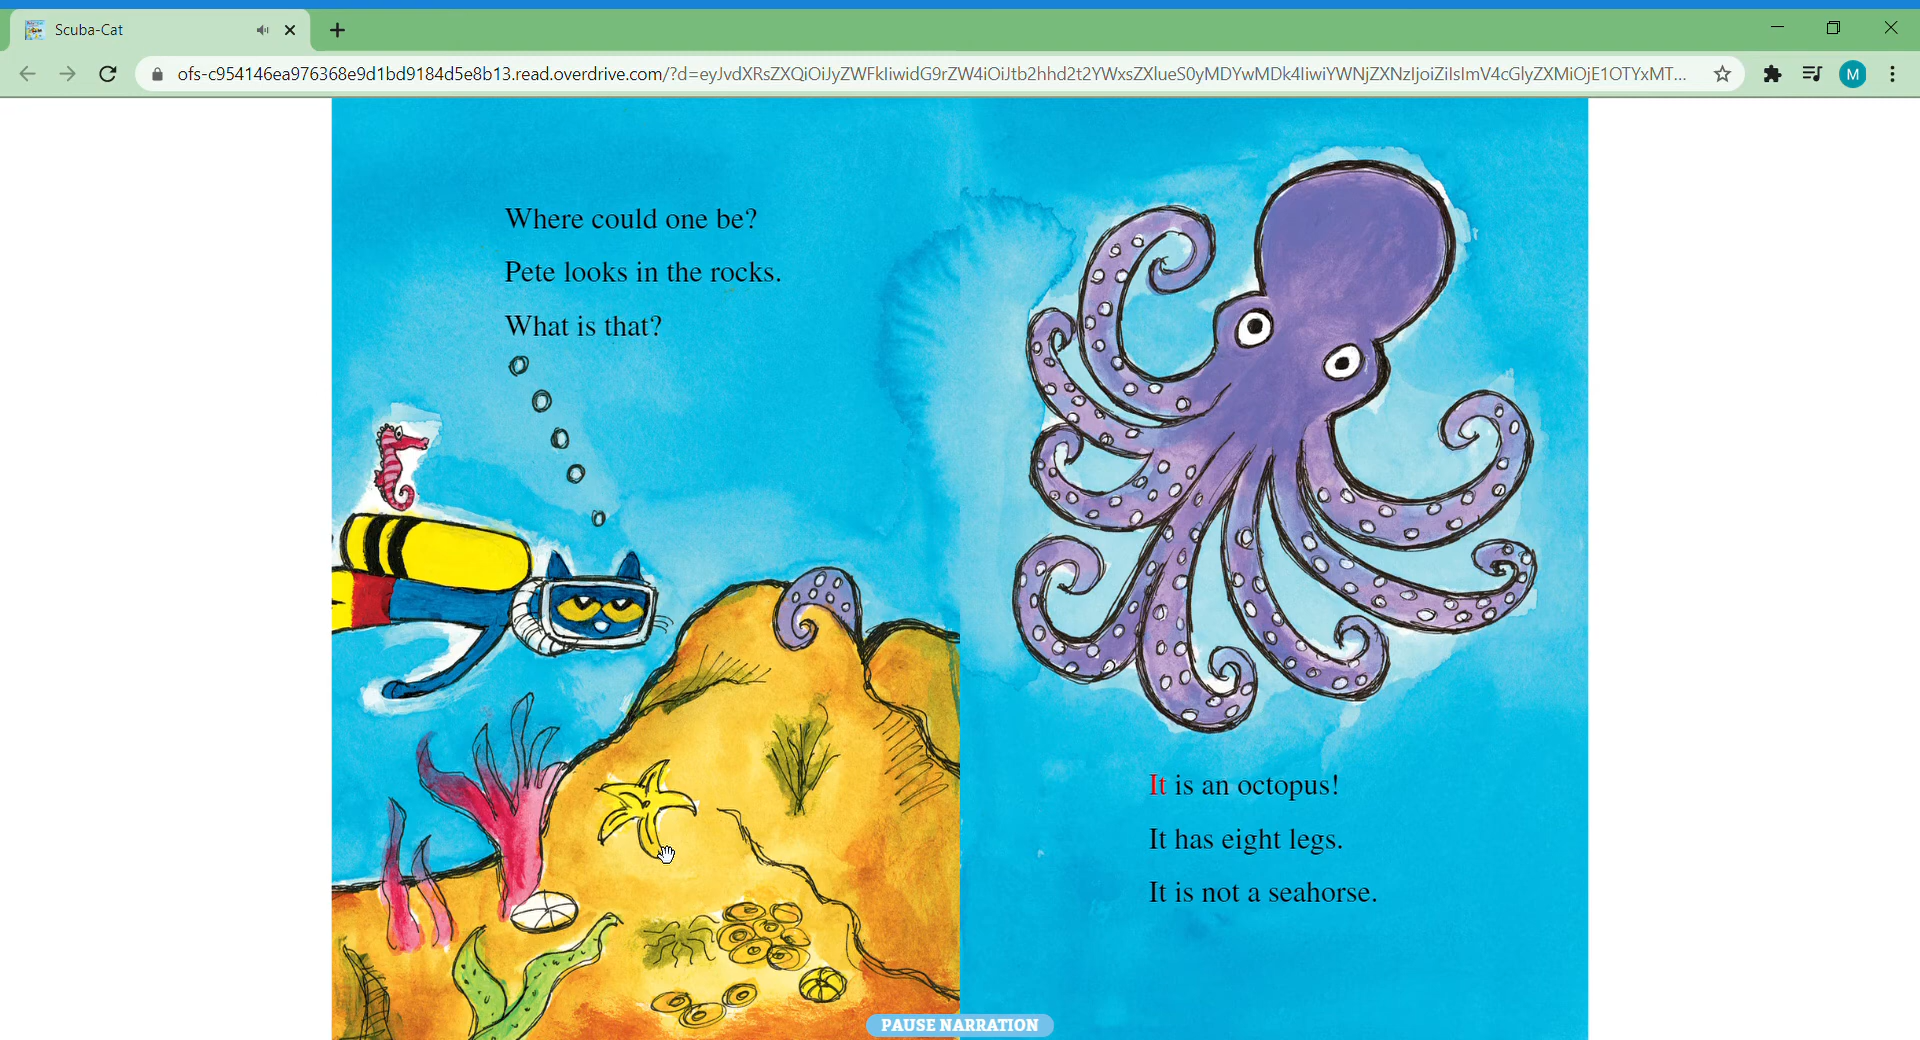 Scuba-Cat
ofs-c954146ea976368e9d1bd9184d5e8b13.read.overdrive.com/?d=eyJvdXRsZXQiOiJyZWFkIiwidG9rZW4iOiJtb2hhd2t2YWxsZXlueS0yMDYwMDk4IiwiYWNjZXNzIjoiZiIsImV4cGlyZXMiOjE1OTYxMT...
M
Where could one be?
Pete looks in the rocks.
What is that?
It is an octopus!
It has eight legs.
It is not a seahorse.
PAUSE NARRATION